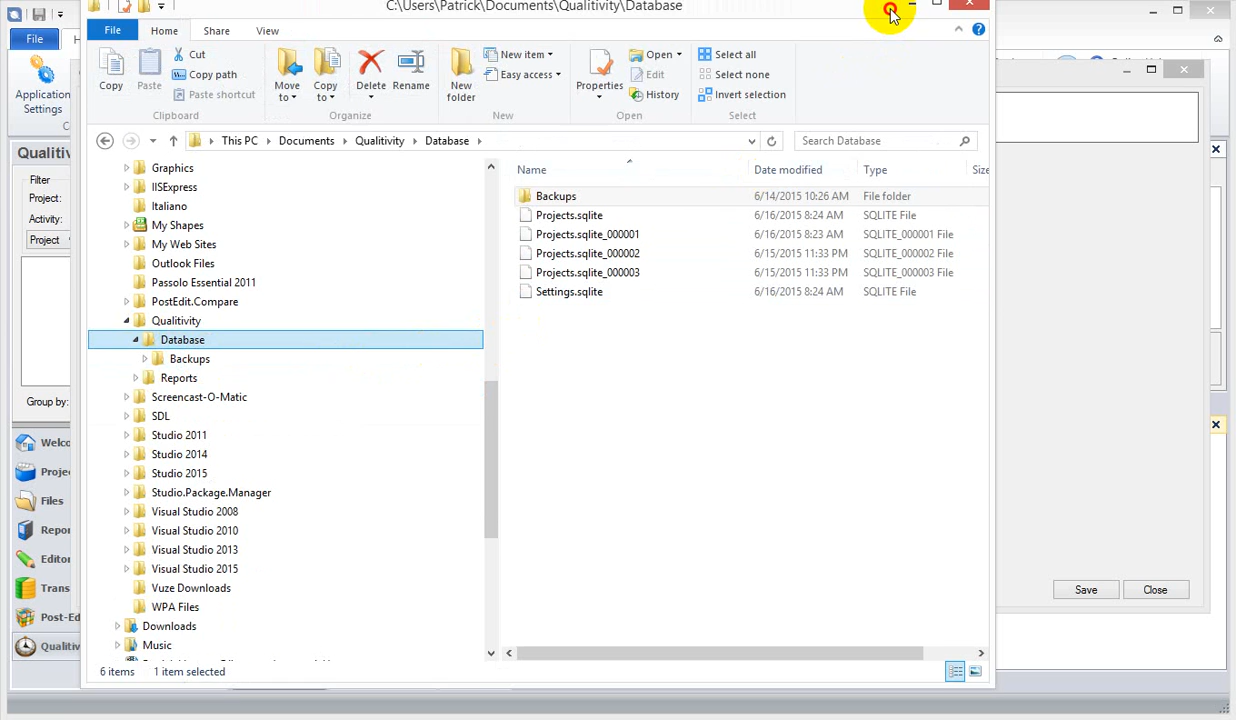 C:\Users\Patrick\Documents\Qualitivity\Database
File
Home
Share
View
Copy
Paste
Cut
Copy path
Paste shortcut
Clipboard
Move to
Copy to
Delete
Rename
Organize
New folder
New item
Easy access
New
Properties
Open
Edit
History
Open
Select all
Select none
Invert selection
Select
This PC
Documents
Qualitivity
Database
Search Database
Graphics
IISExpress
Italiano
My Shapes
My Web Sites
Outlook Files
Passolo Essential 2011
PostEdit.Compare
Qualitivity
Database
Backups
Reports
Screencast-O-Matic
SDL
Studio 2011
Studio 2014
Studio 2015
Studio.Package.Manager
Visual Studio 2008
Visual Studio 2010
Visual Studio 2013
Visual Studio 2015
Vuze Downloads
WPA Files
Downloads
Music
Name Date modified Type Size
Backups 6/14/2015 10:26 AM File folder
Projects.sqlite 6/16/2015 8:24 AM SQLITE File
Projects.sqlite_000001 6/16/2015 8:23 AM SQLITE_000001 File
Projects.sqlite_000002 6/15/2015 11:33 PM SQLITE_000002 File
Projects.sqlite_000003 6/15/2015 11:33 PM SQLITE_000003 File
Settings.sqlite 6/16/2015 8:24 AM SQLITE File
6 items 1 item selected
File
Application
Settings
Filter
Project:
Activity:
Project
Group by:
Files
Save
Close